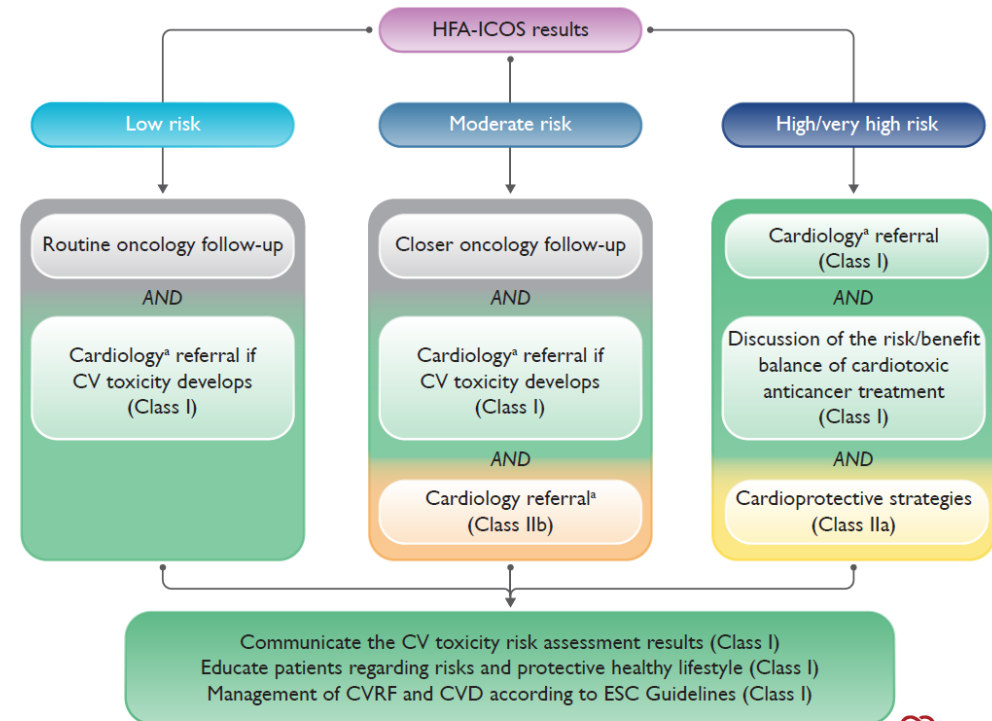 HFA-ICOS results
Low risk
Moderate risk
High/very high risk
Routine oncology follow-up
AND
Cardiologyᵃ referral if
CV toxicity develops
(Class I)
Closer oncology follow-up
AND
Cardiologyᵃ referral if
CV toxicity develops
(Class I)
AND
Cardiology referralᵃ
(Class IIb)
Cardiologyᵃ referral
(Class I)
AND
Discussion of the risk/benefit
balance of cardiotoxic
anticancer treatment
(Class I)
AND
Cardioprotective strategies
(Class IIa)
Communicate the CV toxicity risk assessment results (Class I)
Educate patients regarding risks and protective healthy lifestyle (Class I)
Management of CVRF and CVD according to ESC Guidelines (Class I)